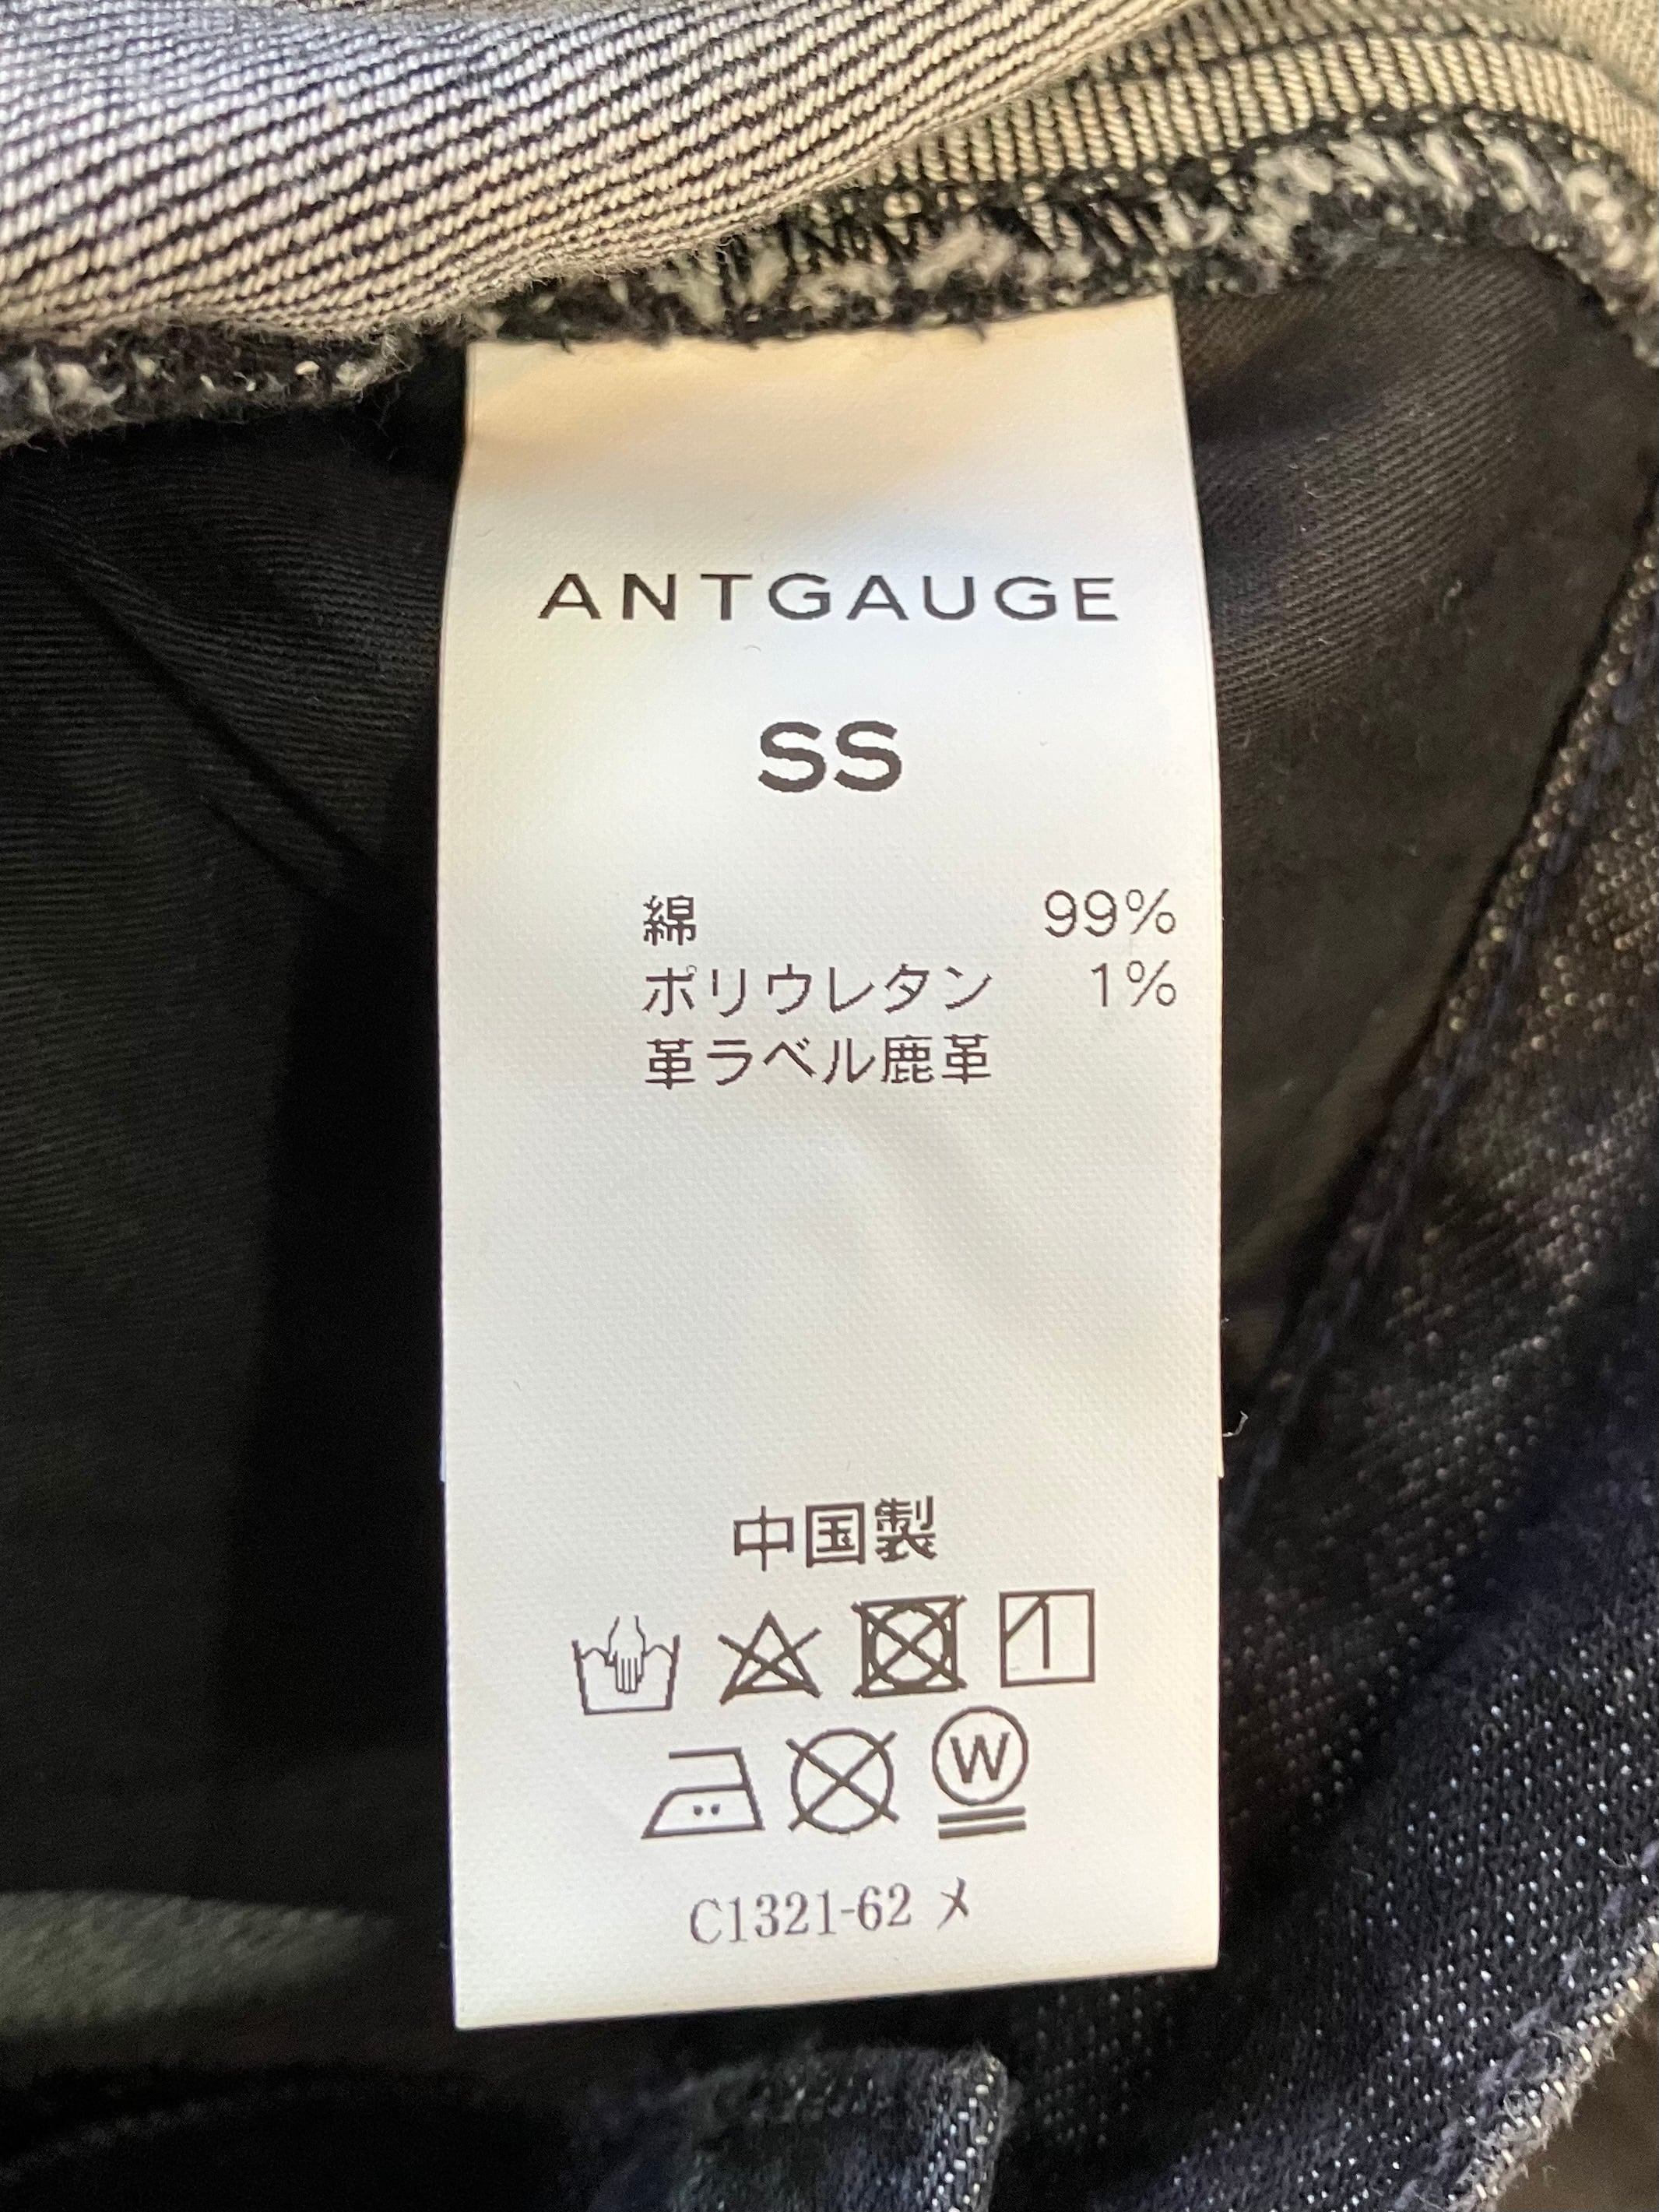 ANTGAUGE
SS
綿 99%
ポリウレタン 1%
革ラベル鹿革
中国製
W
C1321-62 メ